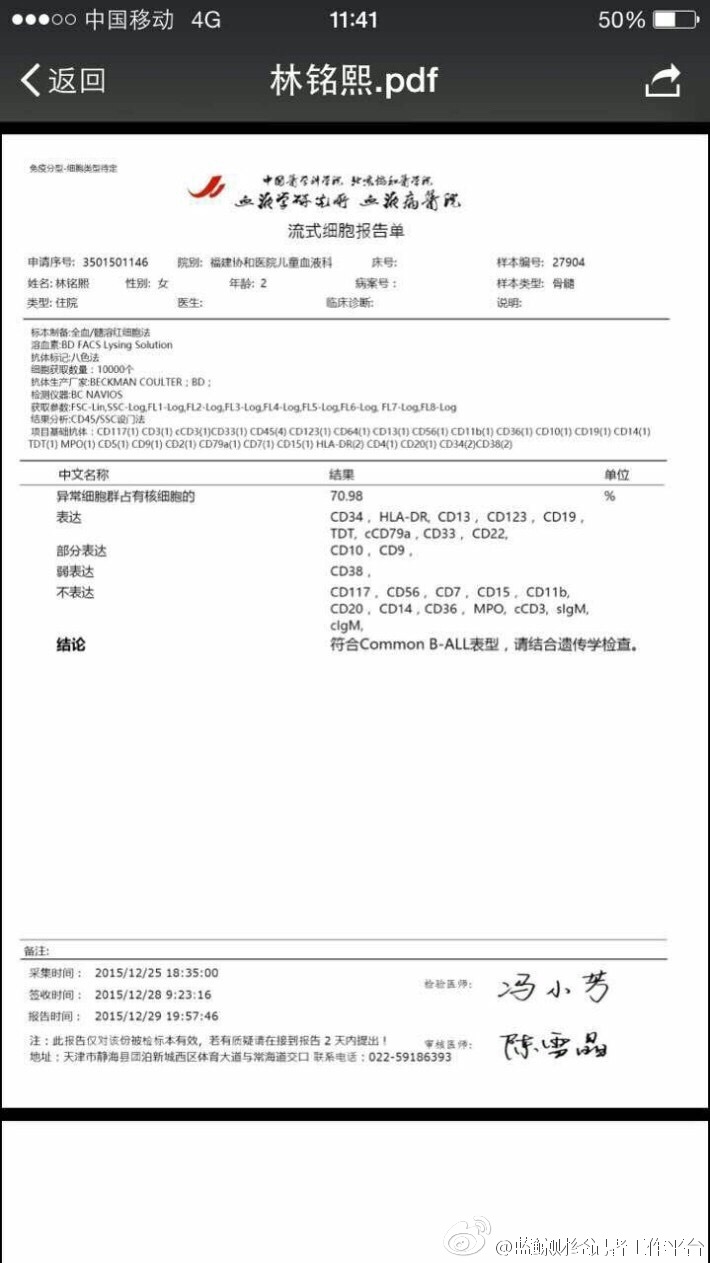 中国移动 4G 11:41 50%
返回 林铭熙.pdf
免疫分型-细胞类型待定
中国医学科学院 北京协和医学院
血液学研究所 血液病医院
流式细胞报告单
申请序号: 3501501146 院别: 福建协和医院儿童血液科 床号: 样本编号: 27904
姓名: 林铭熙 性别: 女 年龄: 2 病案号: 样本类型: 骨髓
类型: 住院 医生: 临床诊断: 说明:
标本制备:全血/髓溶红细胞法
溶血素:BD FACS Lysing Solution
抗体标记:八色法
细胞获取数量：10000个
抗体生产厂家:BECKMAN COULTER；BD；
检测仪器:BC NAVIOS
获取参数:FSC-Lin,SSC-Log,FL1-Log,FL2-Log,FL3-Log,FL4-Log,FL5-Log,FL6-Log, FL7-Log,FL8-Log
结果分析:CD45/SSC设门法
项目基础抗体：CD117(1) CD3(1) cCD3(1)CD33(1) CD45(4) CD123(1) CD64(1) CD13(1) CD56(1) CD11b(1) CD36(1) CD10(1) CD19(1) CD14(1)
TDT(1) MPO(1) CD5(1) CD9(1) CD2(1) CD79a(1) CD7(1) CD15(1) HLA-DR(2) CD4(1) CD20(1) CD34(2)CD38(2)
中文名称 结果 单位
异常细胞群占有核细胞的 70.98 %
表达 CD34， HLA-DR, CD13， CD123， CD19，
TDT, cCD79a，CD33， CD22,
部分表达 CD10， CD9，
弱表达 CD38，
不表达 CD117， CD56， CD7， CD15， CD11b,
CD20， CD14，CD36， MPO, cCD3, sIgM,
cIgM,
结论 符合Common B-ALL表型，请结合遗传学检查。
备注:
采集时间： 2015/12/25 18:35:00
签收时间： 2015/12/28 9:23:16
报告时间： 2015/12/29 19:57:46
检验医师: 冯小芳
审核医师: 陈雪晶
注：此报告仅对该份被检标本有效，若有质疑请在接到报告 2 天内提出！
地址：天津市静海县团泊新城西区体育大道与常海道交口 联系电话：022-59186393